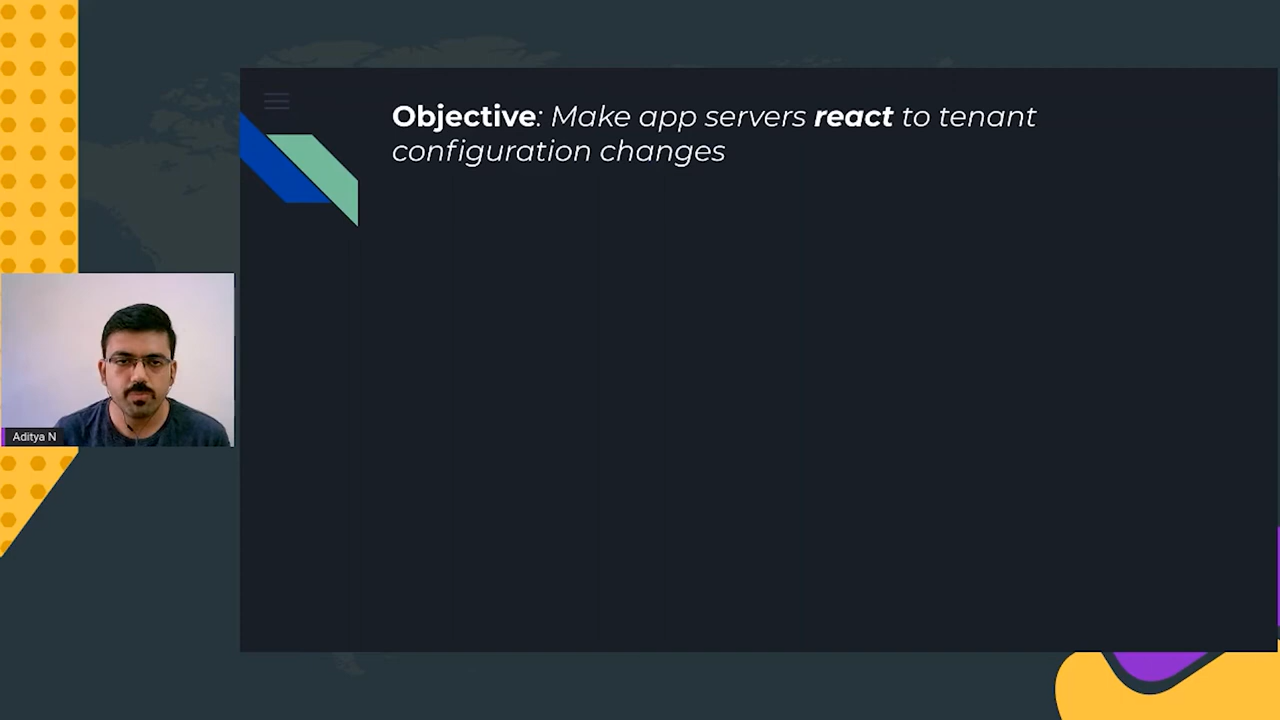 Objective: Make app servers react to tenant
configuration changes
Aditya N